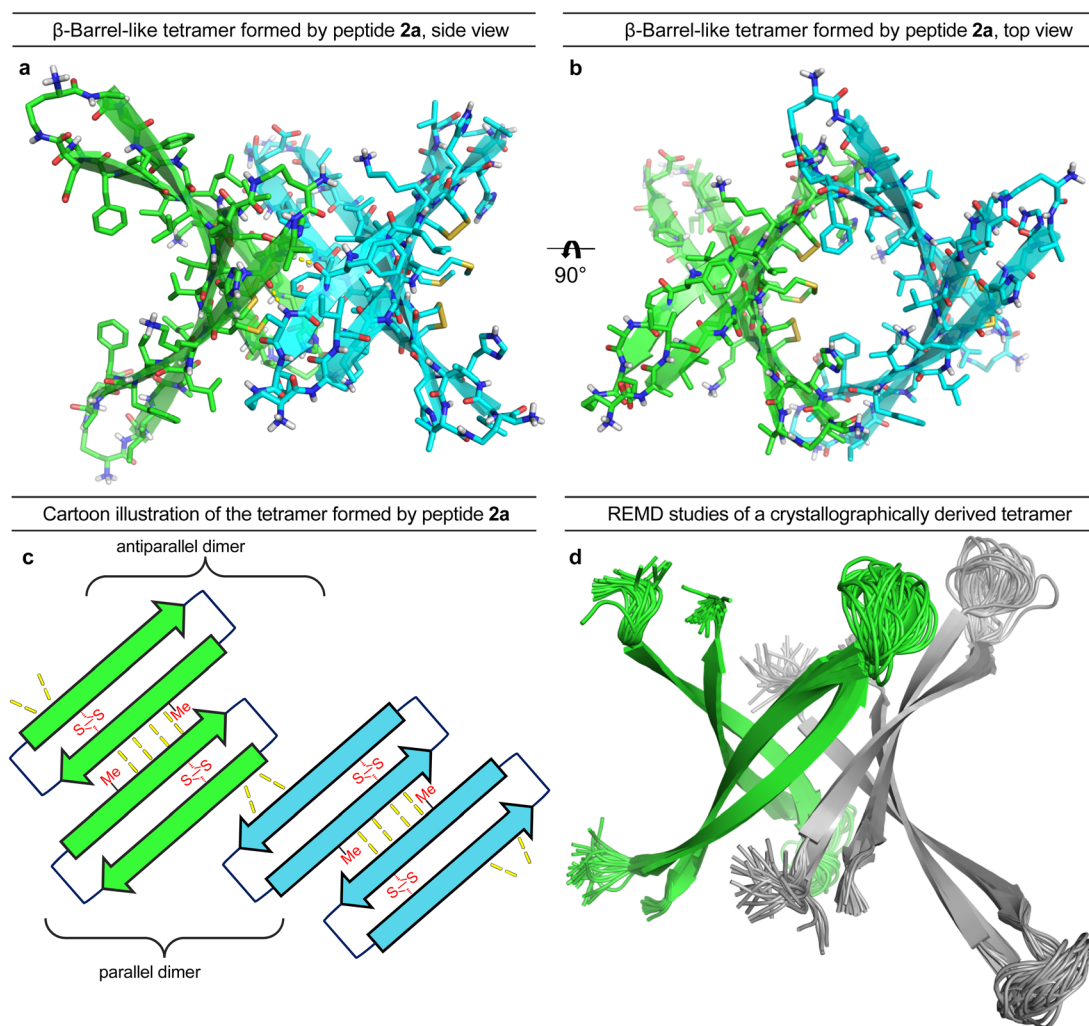 β-Barrel-like tetramer formed by peptide 2a, side view
β-Barrel-like tetramer formed by peptide 2a, top view
a
b
90°
Cartoon illustration of the tetramer formed by peptide 2a
REMD studies of a crystallographically derived tetramer
c
antiparallel dimer
d
S
S
Me
Me
S
S
S
S
Me
Me
S
S
parallel dimer